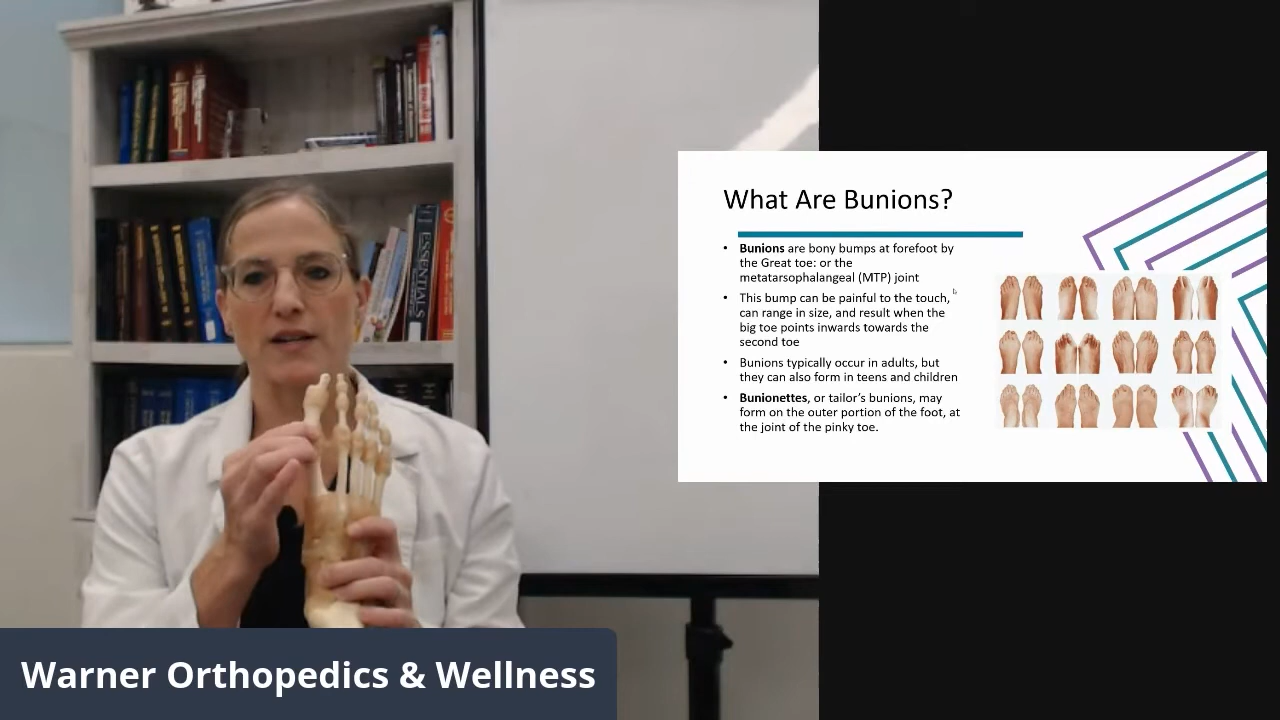 ESSENTIALS
What Are Bunions?
• Bunions are bony bumps at forefoot by
the Great toe: or the
metatarsophalangeal (MTP) joint
• This bump can be painful to the touch,
can range in size, and result when the
big toe points inwards towards the
second toe
• Bunions typically occur in adults, but
they can also form in teens and children
• Bunionettes, or tailor's bunions, may
form on the outer portion of the foot, at
the joint of the pinky toe.
Warner Orthopedics & Wellness